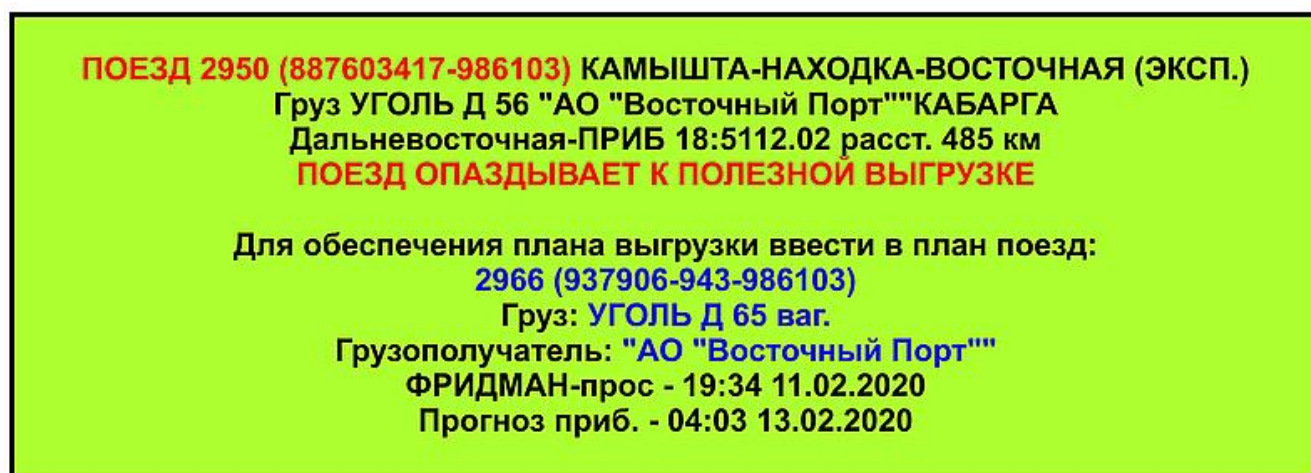 ПОЕЗД 2950 (887603417-986103) КАМЫШТА-НАХОДКА-ВОСТОЧНАЯ (ЭКСП.)
Груз УГОЛЬ Д 56 "АО "Восточный Порт""КАБАРГА
Дальневосточная-ПРИБ 18:5112.02 расст. 485 км
ПОЕЗД ОПАЗДЫВАЕТ К ПОЛЕЗНОЙ ВЫГРУЗКЕ
Для обеспечения плана выгрузки ввести в план поезд:
2966 (937906-943-986103)
Груз: УГОЛЬ Д 65 ваг.
Грузополучатель: "АО "Восточный Порт""
ФРИДМАН-прос - 19:34 11.02.2020
Прогноз приб. - 04:03 13.02.2020